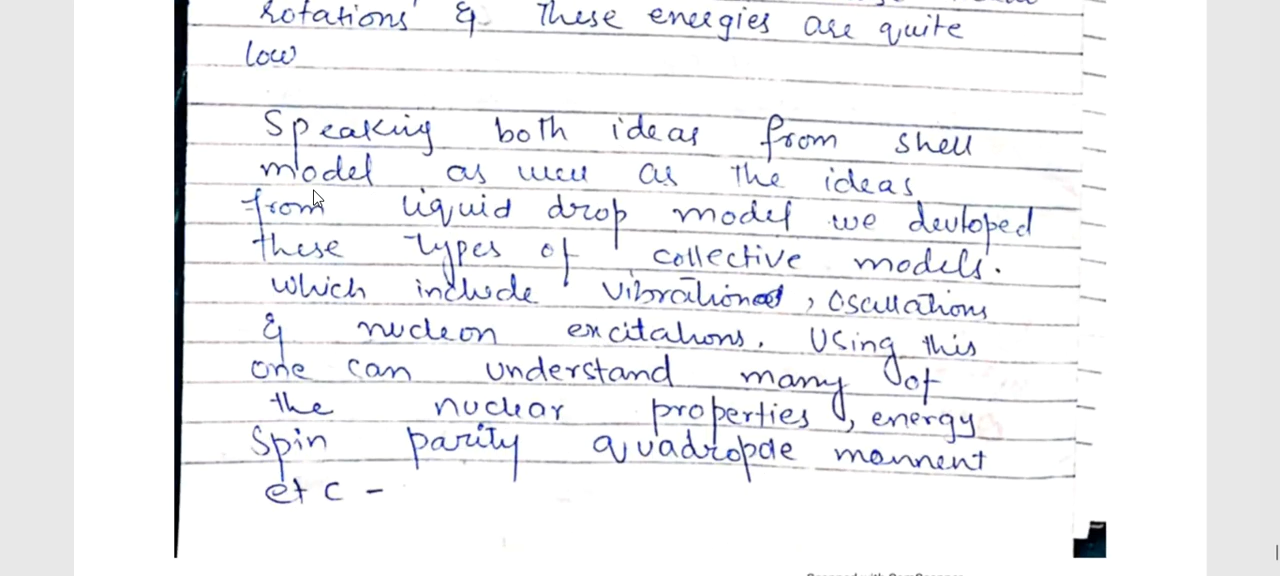 rotations & These energies are quite
low
Speaking both ideas from shell
model as well as the ideas
from liquid drop model we devloped
these types of collective models.
which include vibrational, oscillations
& nucleon excitations. Using this
one can understand many of
the nuclear properties, energy
spin parity quadropole monnent
etc -